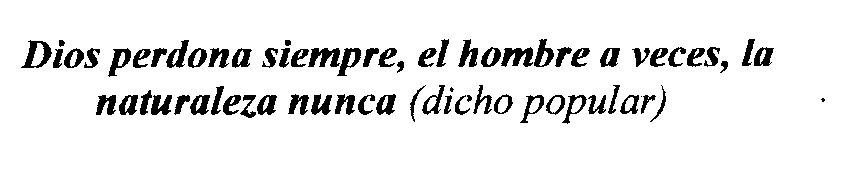 Dios perdona siempre, el hombre a veces, la
naturaleza nunca (dicho popular)